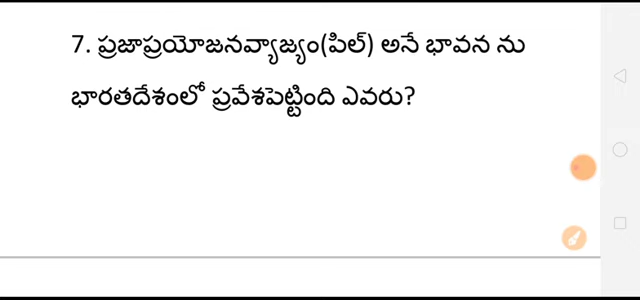 7. ప్రజాప్రయోజనవ్యాజ్యం(పిల్) అనే భావన ను
భారతదేశంలో ప్రవేశపెట్టింది ఎవరు?